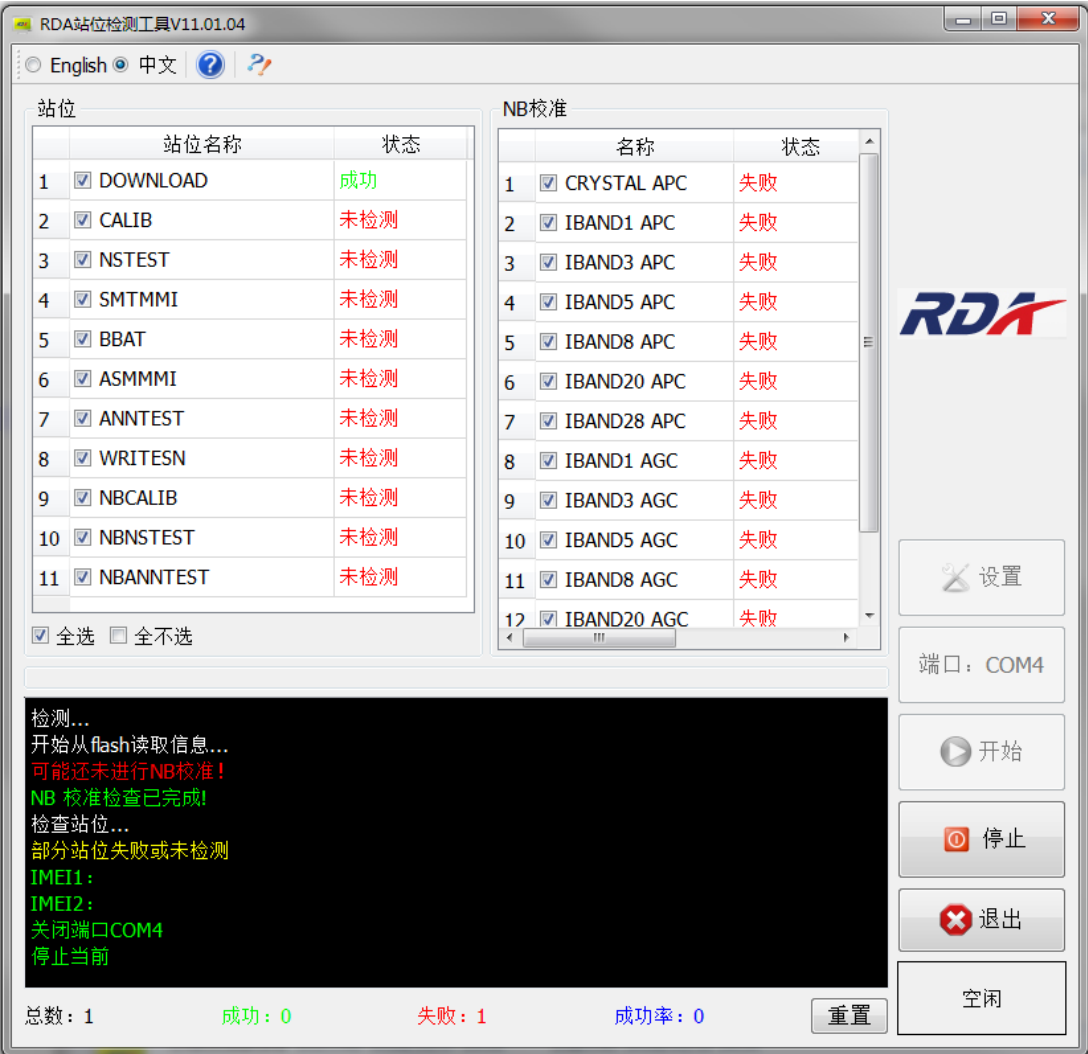 RDA站位检测工具V11.01.04
English 中文
站位
站位名称 状态
1 DOWNLOAD 成功
2 CALIB 未检测
3 NSTEST 未检测
4 SMTMMI 未检测
5 BBAT 未检测
6 ASMMMI 未检测
7 ANNTEST 未检测
8 WRITESN 未检测
9 NBCALIB 未检测
10 NBNSTEST 未检测
11 NBANNTEST 未检测
全选 全不选
NB校准
名称 状态
1 CRYSTAL APC 失败
2 IBAND1 APC 失败
3 IBAND3 APC 失败
4 IBAND5 APC 失败
5 IBAND8 APC 失败
6 IBAND20 APC 失败
7 IBAND28 APC 失败
8 IBAND1 AGC 失败
9 IBAND3 AGC 失败
10 IBAND5 AGC 失败
11 IBAND8 AGC 失败
12 IBAND20 AGC 失败
RDA
设置
端口：COM4
开始
停止
退出
空闲
检测...
开始从flash读取信息...
可能还未进行NB校准！
NB 校准检查已完成!
检查站位...
部分站位失败或未检测
IMEI1：
IMEI2：
关闭端口COM4
停止当前
总数：1 成功：0 失败：1 成功率：0 重置